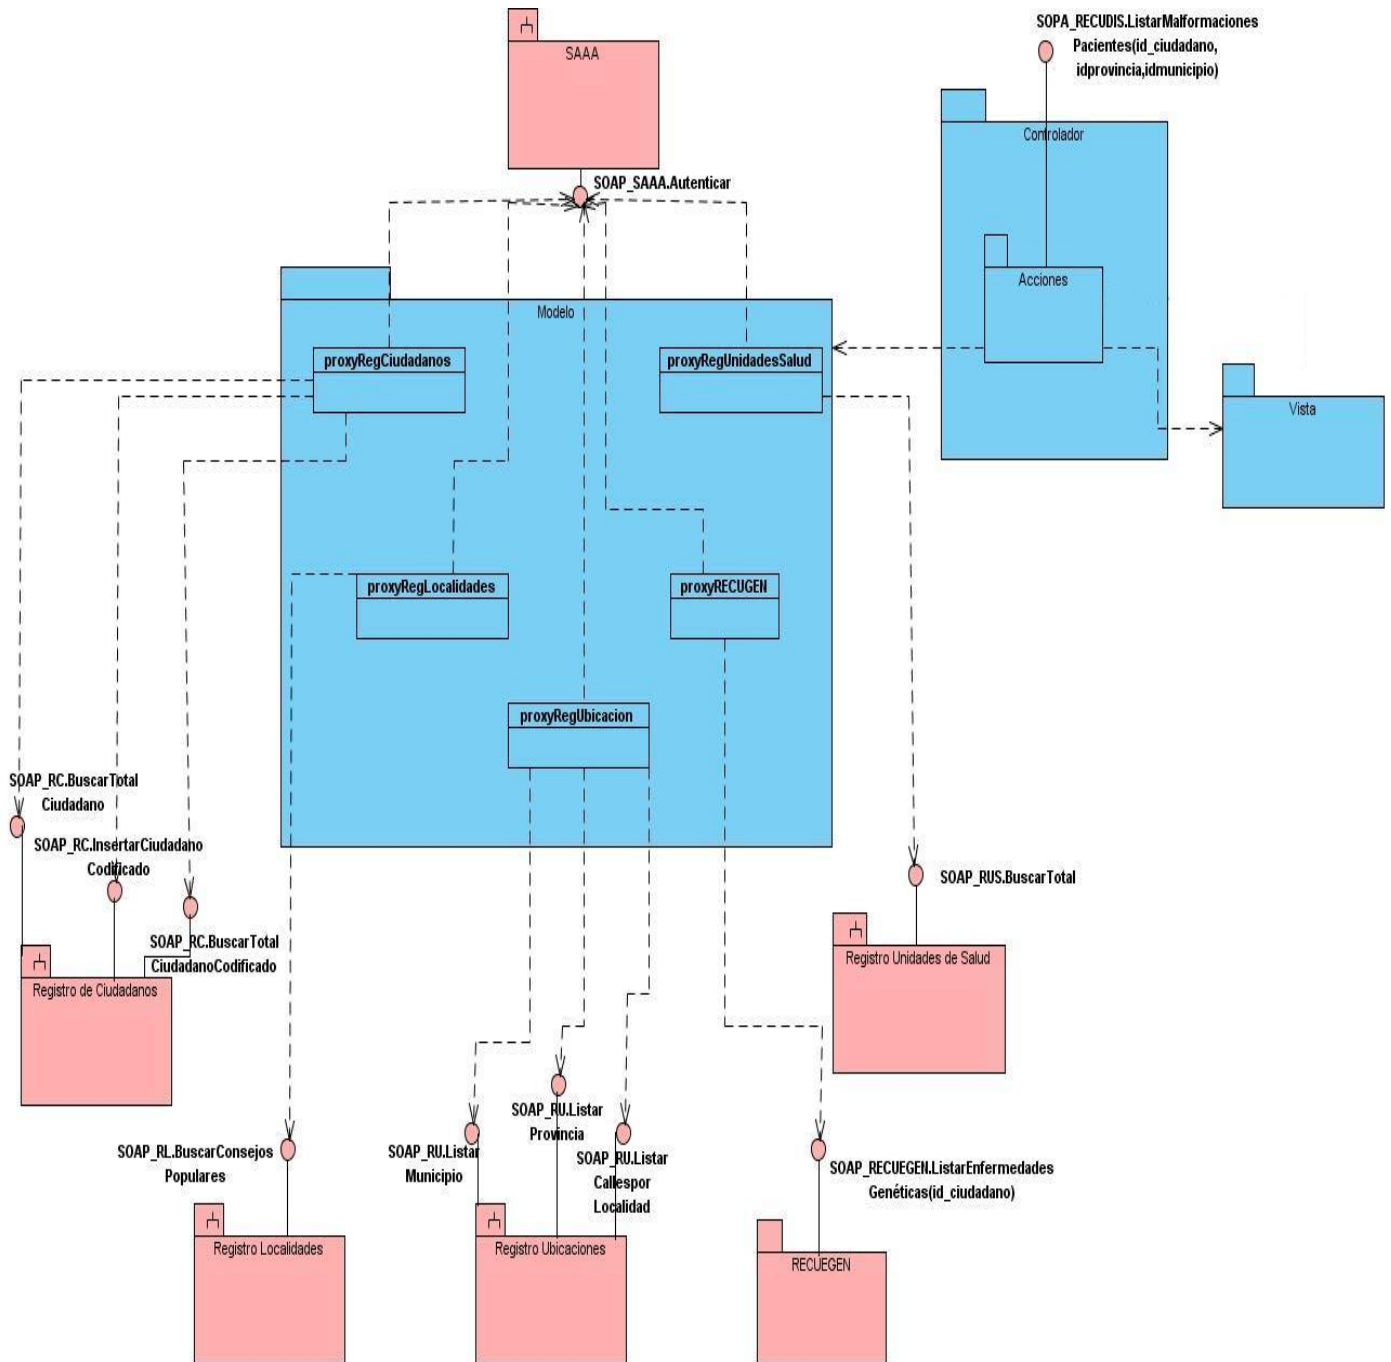 SOPA_RECUDIS.ListarMalformaciones
Pacientes(id_ciudadano,
idprovincia,idmunicipio)
SAAA
Controlador
SOAP_SAAA.Autenticar
Acciones
Modelo
proxyRegCiudadanos
proxyRegUnidadesSalud
Vista
proxyRegLocalidades
proxyRECUGEN
proxyRegUbicacion
SOAP_RC.BuscarTotal
Ciudadano
SOAP_RC.InsertarCiudadano
Codificado
SOAP_RUS.BuscarTotal
SOAP_RC.BuscarTotal
CiudadanoCodificado
Registro Unidades de Salud
Registro de Ciudadanos
SOAP_RU.Listar
Provincia
SOAP_RL.BuscarConsejos
Populares
SOAP_RU.Listar
Municipio
SOAP_RU.Listar
Callespor
Localidad
SOAP_RECUEGEN.ListarEnfermedades
Genéticas(id_ciudadano)
Registro Localidades
Registro Ubicaciones
RECUEGEN